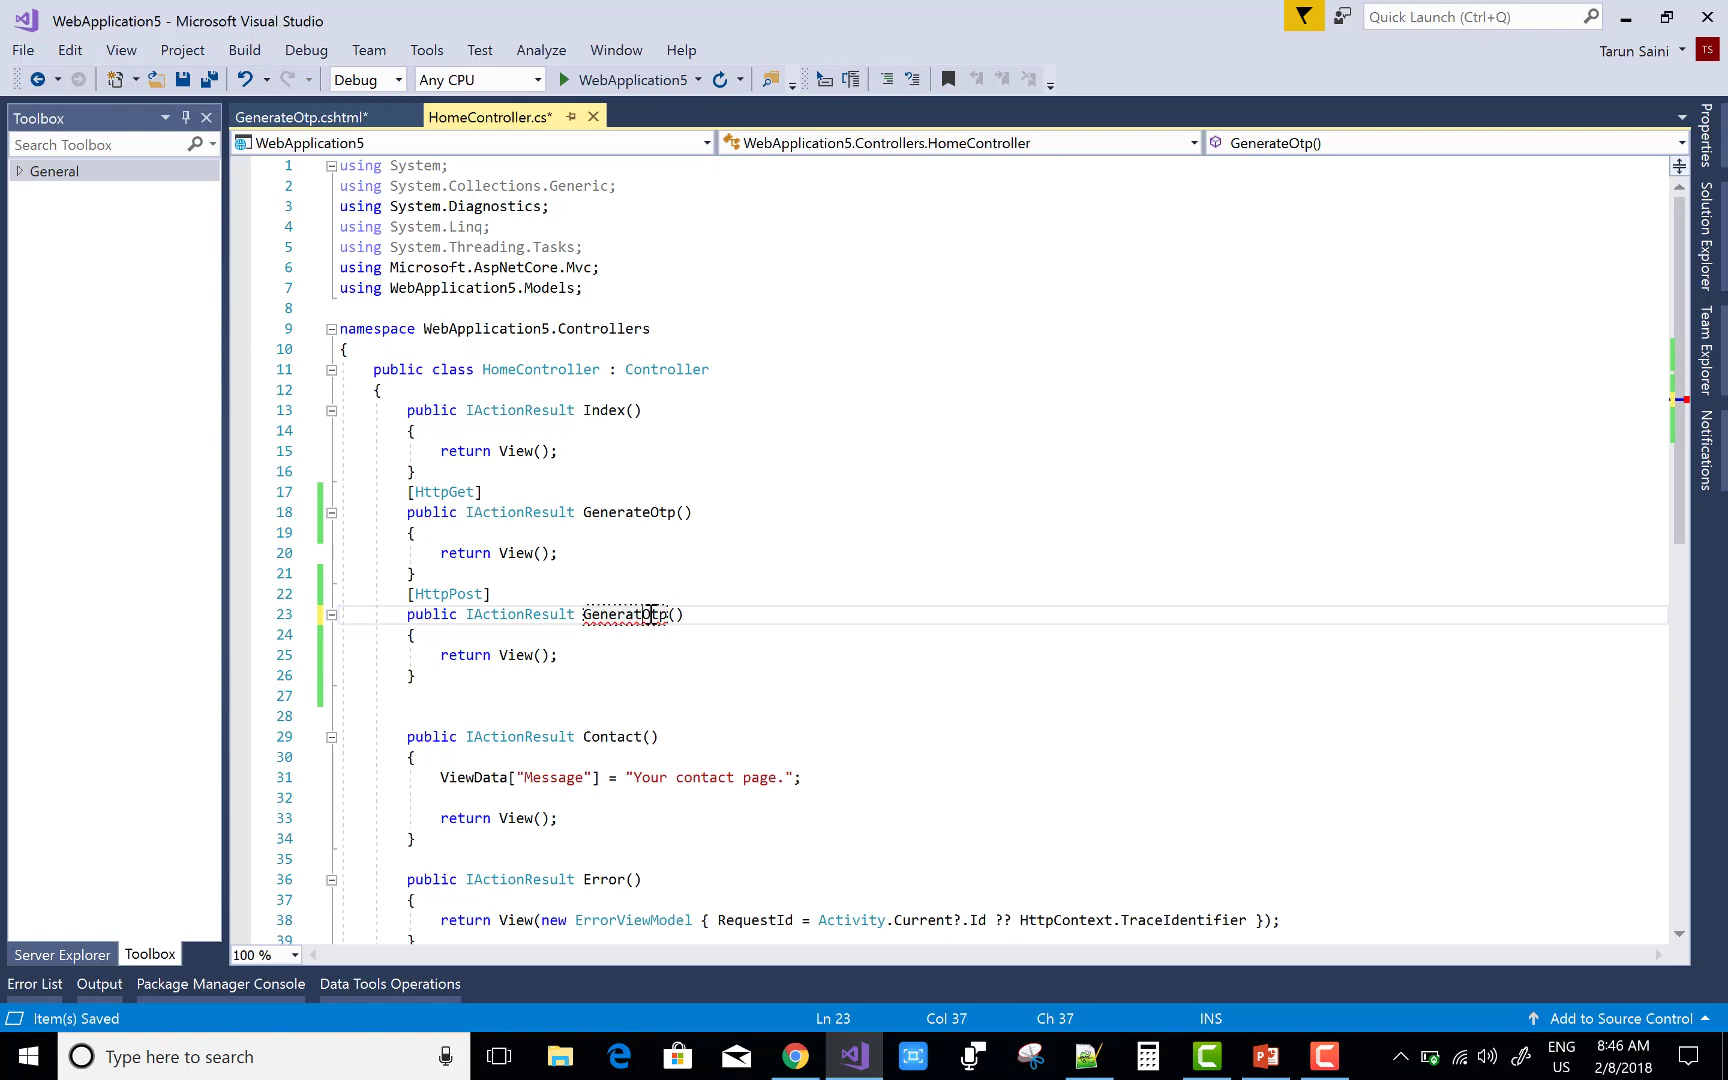 WebApplication5 - Microsoft Visual Studio
Quick Launch (Ctrl+Q)
File Edit View Project Build Debug Team Tools Test Analyze Window Help
Tarun Saini TS
Debug Any CPU WebApplication5
Toolbox
GenerateOtp.cshtml* HomeController.cs*
Search Toolbox
WebApplication5 WebApplication5.Controllers.HomeController GenerateOtp()
General
1 using System;
2 using System.Collections.Generic;
3 using System.Diagnostics;
4 using System.Linq;
5 using System.Threading.Tasks;
6 using Microsoft.AspNetCore.Mvc;
7 using WebApplication5.Models;
8
9 namespace WebApplication5.Controllers
10 {
11 public class HomeController : Controller
12 {
13 public IActionResult Index()
14 {
15 return View();
16 }
17 [HttpGet]
18 public IActionResult GenerateOtp()
19 {
20 return View();
21 }
22 [HttpPost]
23 public IActionResult GeneratOtp()
24 {
25 return View();
26 }
27
28
29 public IActionResult Contact()
30 {
31 ViewData["Message"] = "Your contact page.";
32
33 return View();
34 }
35
36 public IActionResult Error()
37 {
38 return View(new ErrorViewModel { RequestId = Activity.Current?.Id ?? HttpContext.TraceIdentifier });
39 }
Properties
Solution Explorer
Team Explorer
Notifications
Server Explorer Toolbox
100 %
Error List Output Package Manager Console Data Tools Operations
Item(s) Saved Ln 23 Col 37 Ch 37 INS Add to Source Control
Type here to search
ENG
US
8:46 AM
2/8/2018